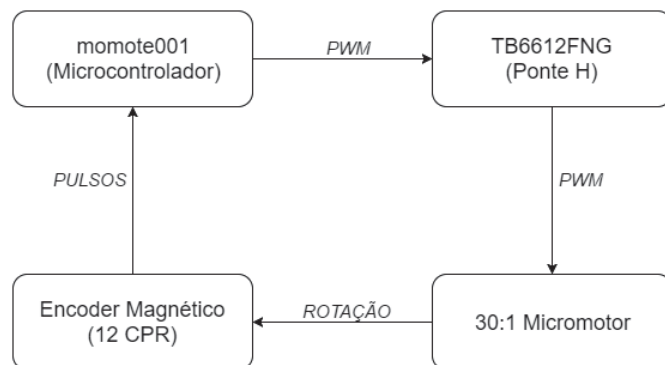 momote001
(Microcontrolador)
PWM
TB6612FNG
(Ponte H)
PULSOS
PWM
Encoder Magnético
(12 CPR)
ROTAÇÃO
30:1 Micromotor